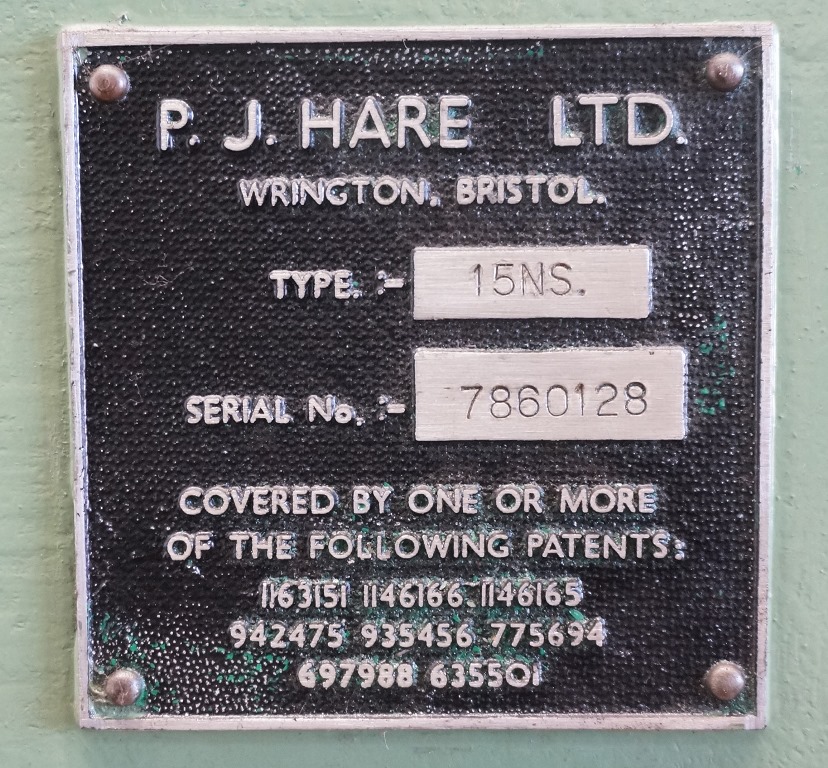 P. J. HARE LTD.
WRINGTON, BRISTOL.
TYPE. :- 15NS.
SERIAL No. :- 7860128
COVERED BY ONE OR MORE
OF THE FOLLOWING PATENTS:
1163151 1146166 1146165
942475 935456 775694
697988 635501